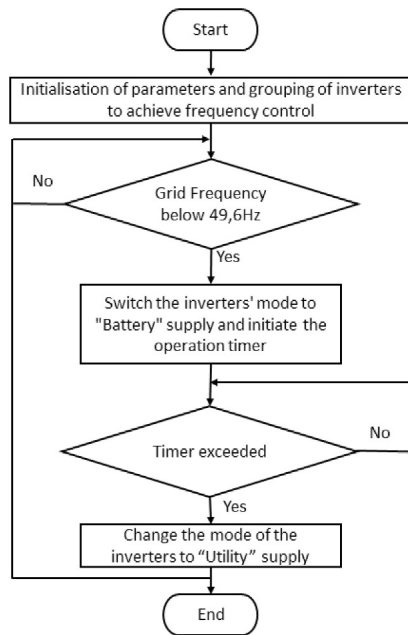 Start
Initialisation of parameters and grouping of inverters
to achieve frequency control
No
Grid Frequency
below 49,6Hz
Yes
Switch the inverters' mode to
"Battery" supply and initiate the
operation timer
Timer exceeded
No
Yes
Change the mode of the
inverters to “Utility” supply
End